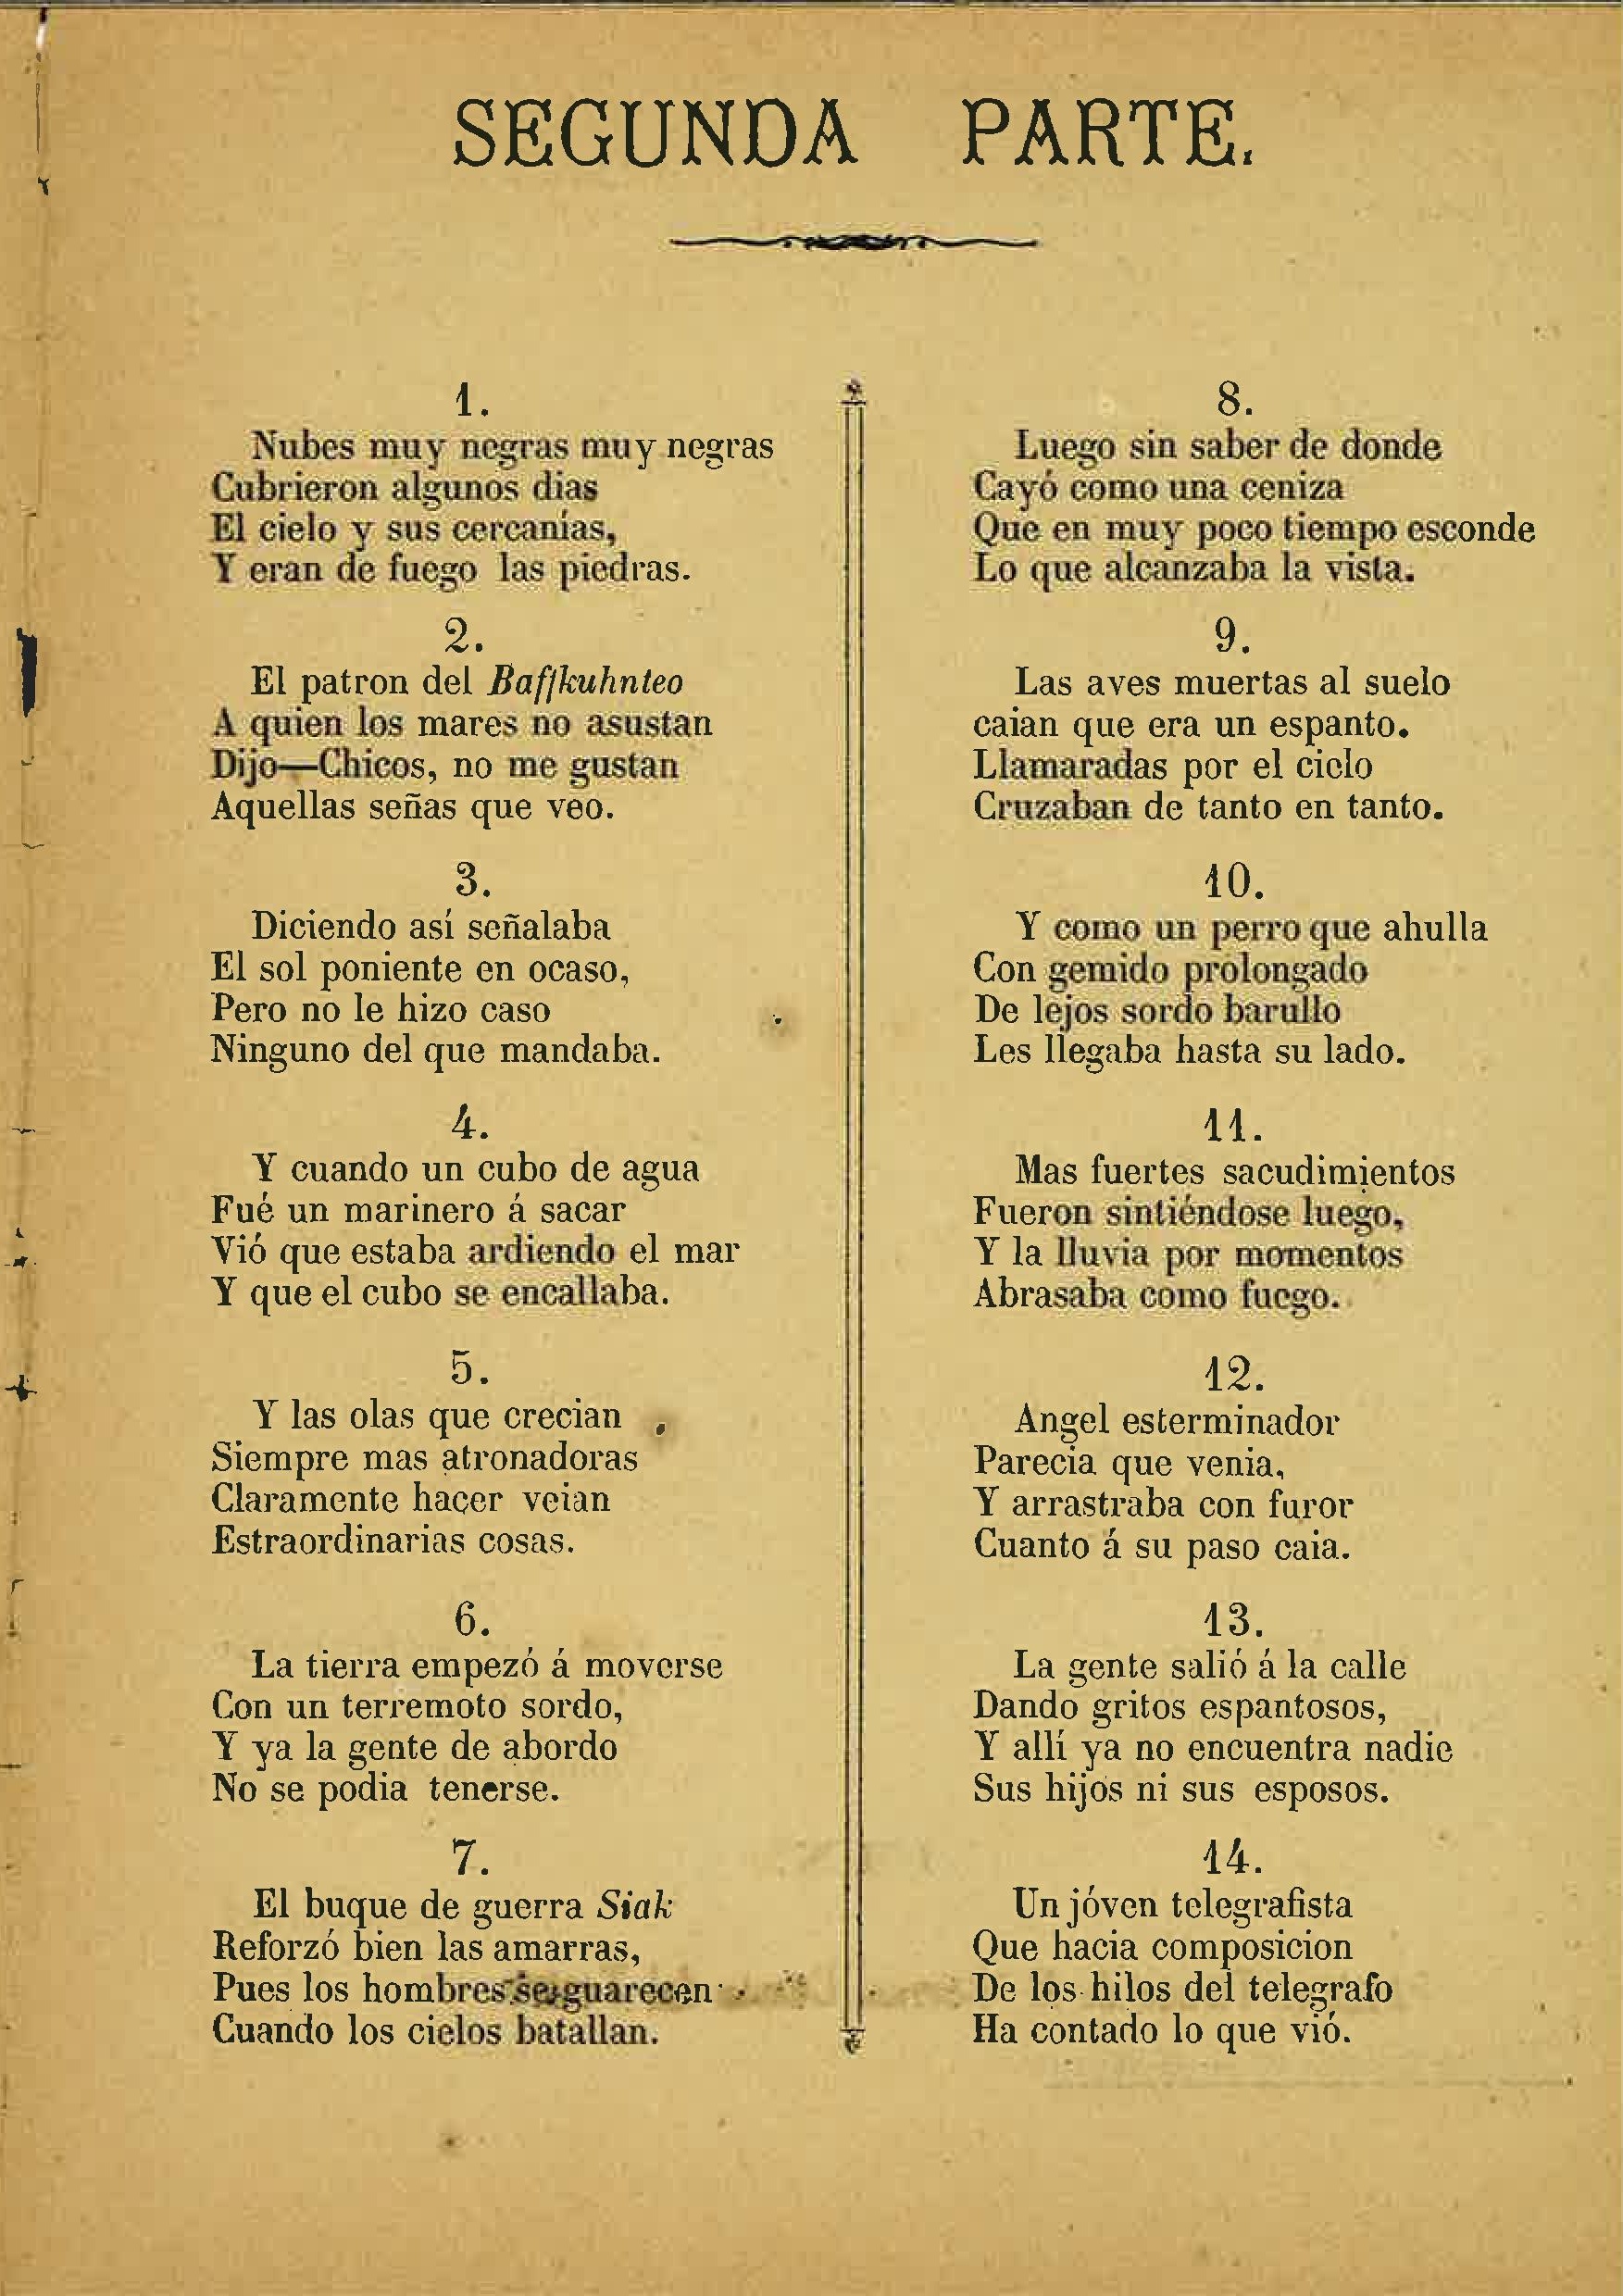 SEGUNDA PARTE.
1.
Nubes muy negras muy negras
Cubrieron algunos dias
El cielo y sus cercanías,
Y eran de fuego las piedras.
2.
El patron del Baffkuhnteo
A quien los mares no asustan
Dijo—Chicos, no me gustan
Aquellas señas que veo.
3.
Diciendo así señalaba
El sol poniente en ocaso,
Pero no le hizo caso
Ninguno del que mandaba.
4.
Y cuando un cubo de agua
Fué un marinero á sacar
Vió que estaba ardiendo el mar
Y que el cubo se encallaba.
5.
Y las olas que crecian
Siempre mas atronadoras
Claramente hacer veian
Estraordinarias cosas.
6.
La tierra empezó á moverse
Con un terremoto sordo,
Y ya la gente de abordo
No se podia tenerse.
7.
El buque de guerra Siak
Reforzó bien las amarras,
Pues los hombres se guarecen
Cuando los cielos batallan.
8.
Luego sin saber de donde
Cayó como una ceniza
Que en muy poco tiempo esconde
Lo que alcanzaba la vista.
9.
Las aves muertas al suelo
caian que era un espanto.
Llamaradas por el cielo
Cruzaban de tanto en tanto.
10.
Y como un perro que ahulla
Con gemido prolongado
De lejos sordo barullo
Les llegaba hasta su lado.
11.
Mas fuertes sacudimientos
Fueron sintiéndose luego,
Y la lluvia por momentos
Abrasaba como fuego.
12.
Angel esterminador
Parecia que venia,
Y arrastraba con furor
Cuanto á su paso caia.
13.
La gente salió á la calle
Dando gritos espantosos,
Y allí ya no encuentra nadie
Sus hijos ni sus esposos.
14.
Un jóven telegrafista
Que hacia composicion
De los hilos del telegrafo
Ha contado lo que vió.